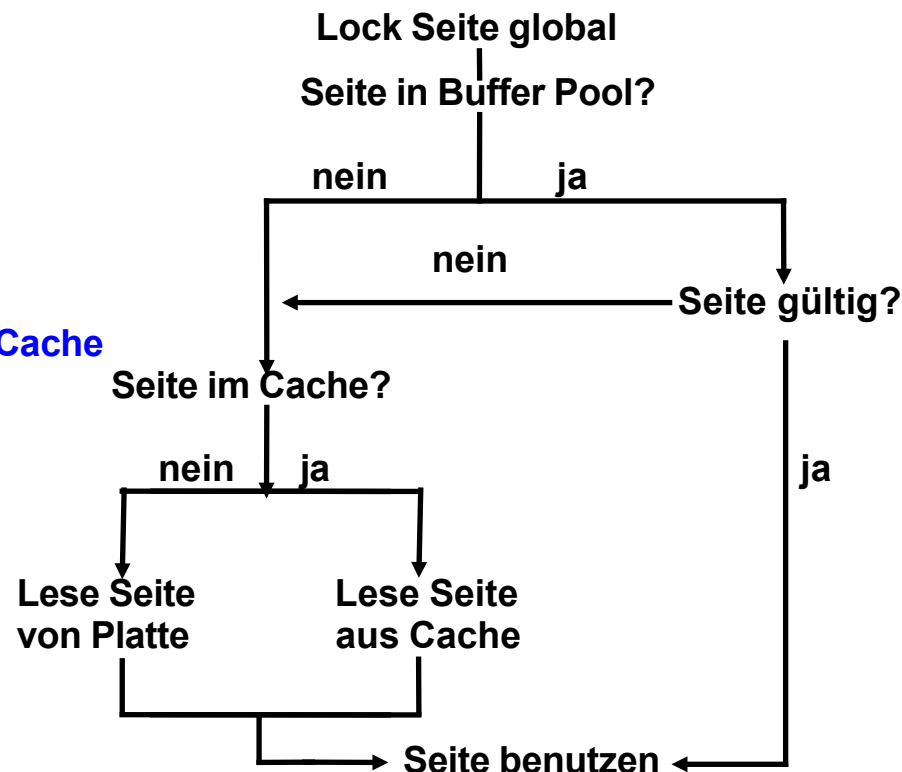 Lock Seite global
Seite in Buffer Pool?
nein ja
nein
Seite gültig?
Cache
Seite im Cache?
nein ja
ja
Lese Seite
von Platte
Lese Seite
aus Cache
Seite benutzen